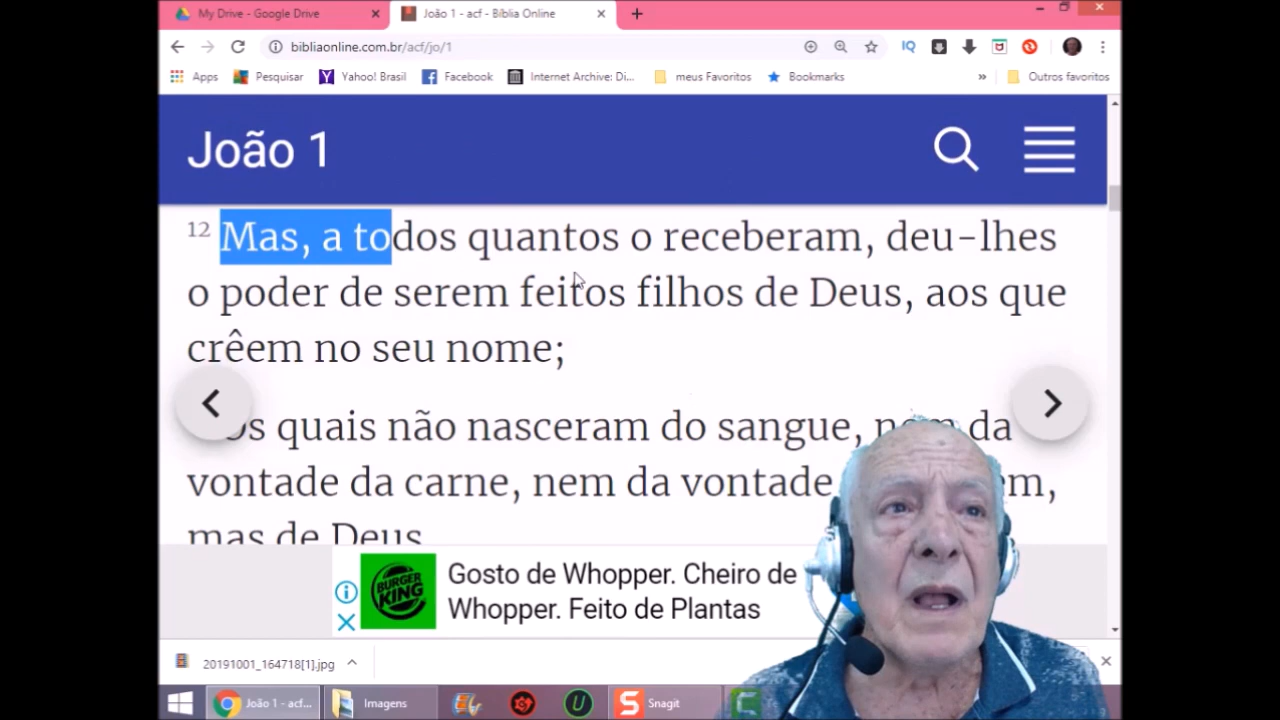 My Drive - Google Drive
João 1 - acf - Bíblia Online
bibliaonline.com.br/acf/jo/1
IQ
Apps Pesquisar Yahoo! Brasil Facebook Internet Archive: Di... meus Favoritos Bookmarks » Outros favoritos
João 1
12 Mas, a todos quantos o receberam, deu-lhes
o poder de serem feitos filhos de Deus, aos que
crêem no seu nome;
quais não nasceram do sangue, nem da
vontade da carne, nem da vontade
mas de Deus
BURGER KING
Gosto de Whopper. Cheiro de
Whopper. Feito de Plantas
20191001_164718[1].jpg
João 1 - acf... Imagens Snagit